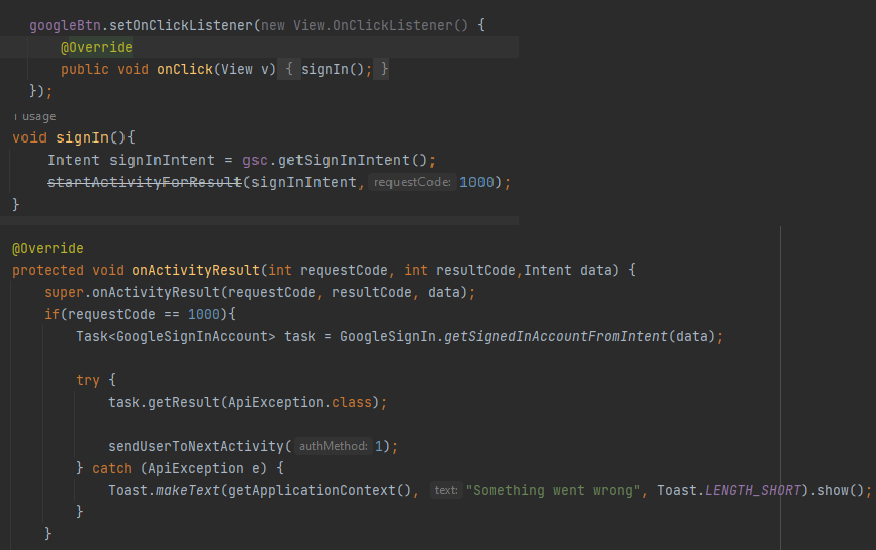 googleBtn.setOnClickListener(new View.OnClickListener() {
@Override
public void onClick(View v) { signIn(); }
});
1 usage
void signIn(){
Intent signInIntent = gsc.getSignInIntent();
startActivityForResult(signInIntent, requestCode: 1000);
}
@Override
protected void onActivityResult(int requestCode, int resultCode,Intent data) {
super.onActivityResult(requestCode, resultCode, data);
if(requestCode == 1000){
Task<GoogleSignInAccount> task = GoogleSignIn.getSignedInAccountFromIntent(data);
try {
task.getResult(ApiException.class);
sendUserToNextActivity( authMethod: 1);
} catch (ApiException e) {
Toast.makeText(getApplicationContext(), text: "Something went wrong", Toast.LENGTH_SHORT).show();
}
}